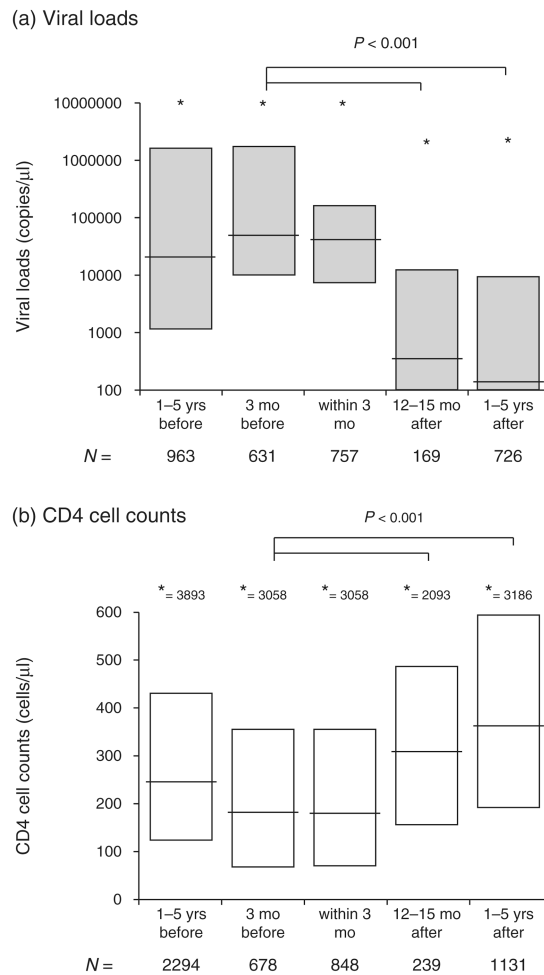 (a) Viral loads
P < 0.001
* * * * *
10000000
1000000
100000
10000
1000
100
Viral loads (copies/µl)
1–5 yrs before
3 mo before
within 3 mo
12–15 mo after
1–5 yrs after
N = 963 631 757 169 726
(b) CD4 cell counts
P < 0.001
*= 3893 *= 3058 *= 3058 *= 2093 *= 3186
600
500
400
300
200
100
0
CD4 cell counts (cells/µl)
1–5 yrs before
3 mo before
within 3 mo
12–15 mo after
1–5 yrs after
N = 2294 678 848 239 1131